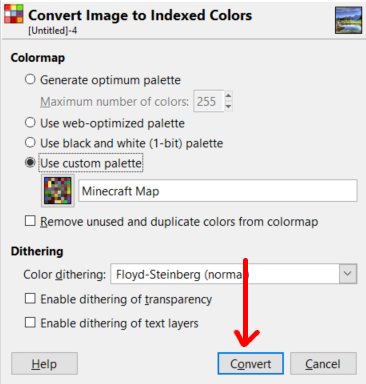 Convert Image to Indexed Colors
[Untitled]-4
Colormap
Generate optimum palette
Maximum number of colors: 255
Use web-optimized palette
Use black and white (1-bit) palette
Use custom palette
Minecraft Map
Remove unused and duplicate colors from colormap
Dithering
Color dithering: Floyd-Steinberg (normal)
Enable dithering of transparency
Enable dithering of text layers
Help Convert Cancel